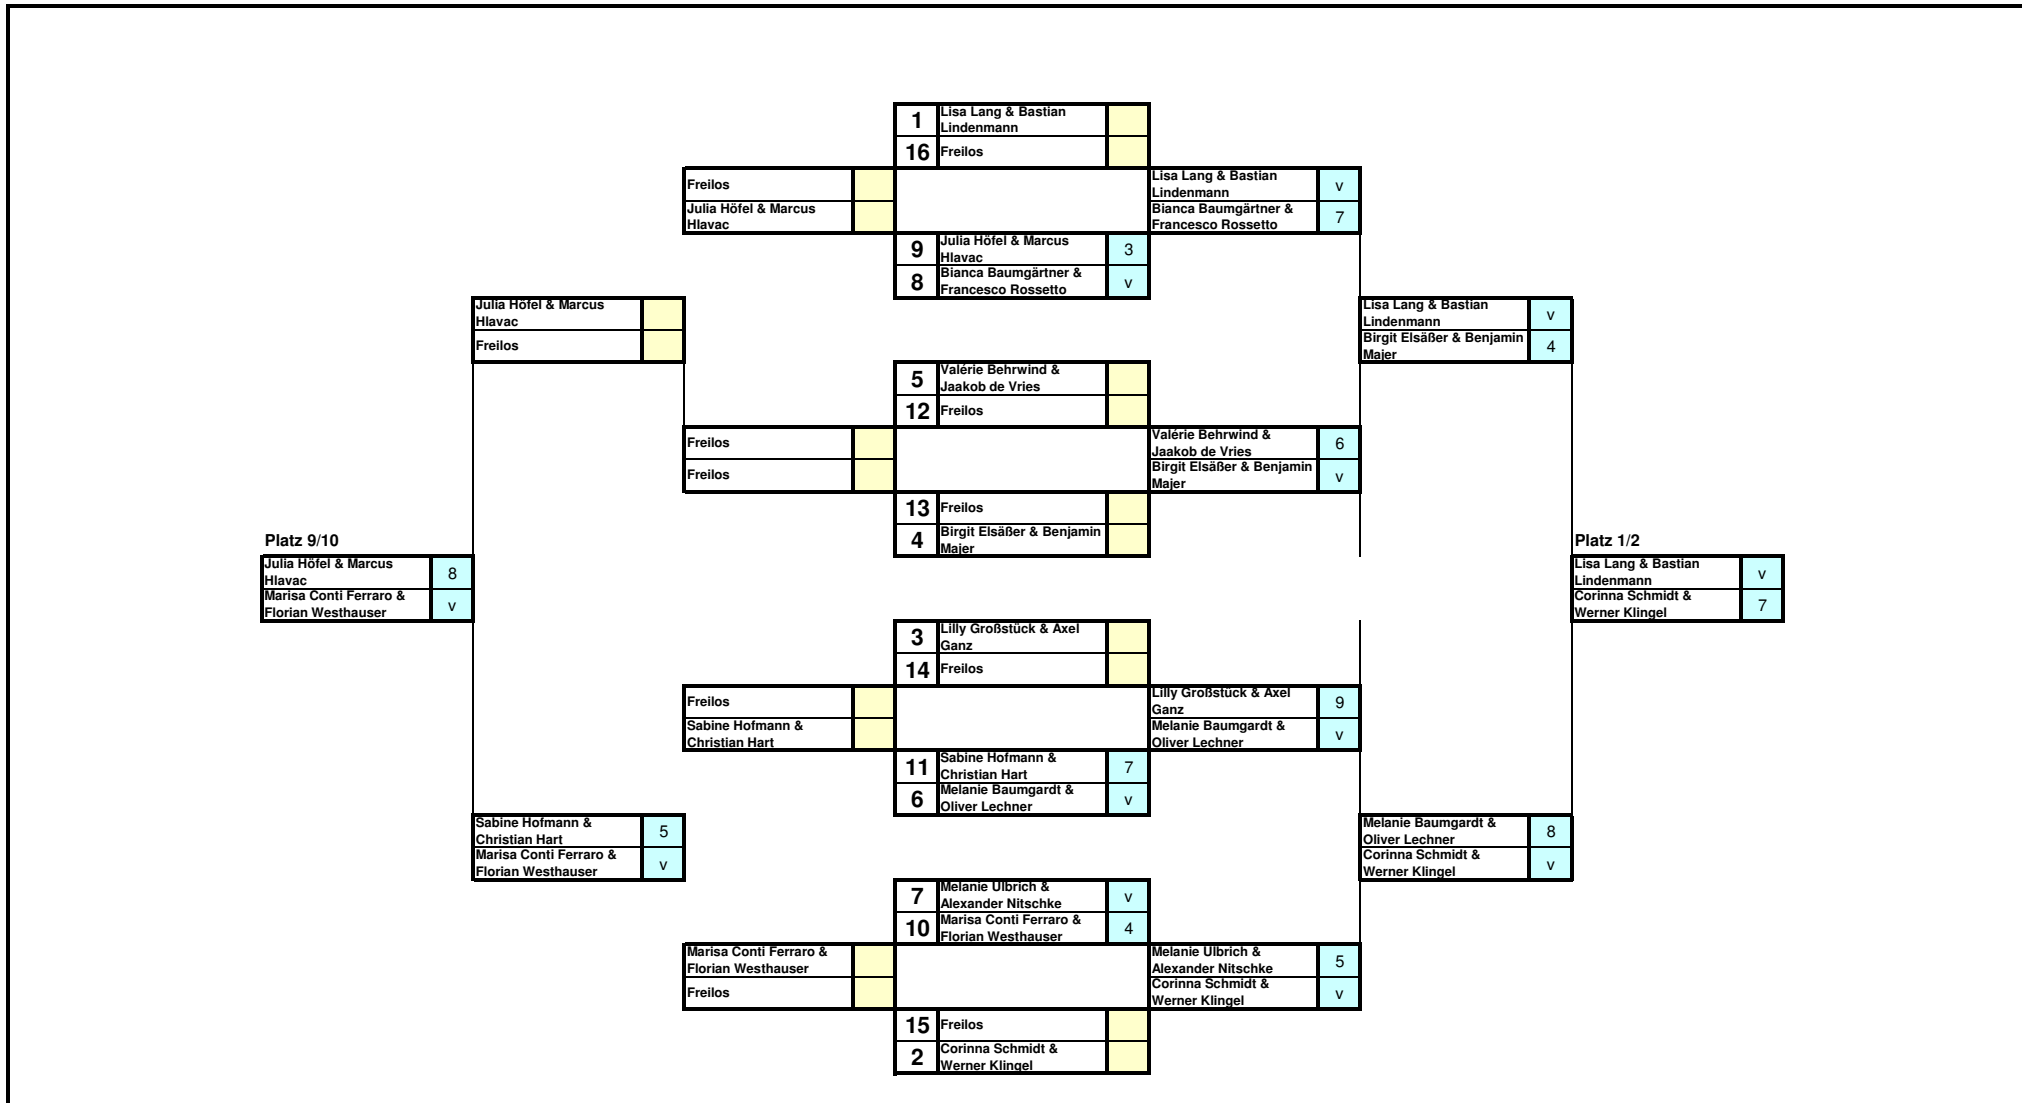 1
Lisa Lang & Bastian
Lindenmann
16
Freilos
Freilos
Julia Höfel & Marcus
Hlavac
Lisa Lang & Bastian
Lindenmann
v
Bianca Baumgärtner &
Francesco Rossetto
7
9
Julia Höfel & Marcus
Hlavac
3
8
Bianca Baumgärtner &
Francesco Rossetto
v
Julia Höfel & Marcus
Hlavac
Freilos
Lisa Lang & Bastian
Lindenmann
v
Birgit Elsäßer & Benjamin
Majer
4
5
Valérie Behrwind &
Jaakob de Vries
12
Freilos
Freilos
Freilos
Valérie Behrwind &
Jaakob de Vries
6
Birgit Elsäßer & Benjamin
Majer
v
13
Freilos
4
Birgit Elsäßer & Benjamin
Majer
Platz 9/10
Julia Höfel & Marcus
Hlavac
8
Marisa Conti Ferraro &
Florian Westhauser
v
Platz 1/2
Lisa Lang & Bastian
Lindenmann
v
Corinna Schmidt &
Werner Klingel
7
3
Lilly Großstück & Axel
Ganz
14
Freilos
Freilos
Sabine Hofmann &
Christian Hart
Lilly Großstück & Axel
Ganz
9
Melanie Baumgardt &
Oliver Lechner
v
11
Sabine Hofmann &
Christian Hart
7
6
Melanie Baumgardt &
Oliver Lechner
v
Sabine Hofmann &
Christian Hart
5
Marisa Conti Ferraro &
Florian Westhauser
v
Melanie Baumgardt &
Oliver Lechner
8
Corinna Schmidt &
Werner Klingel
v
7
Melanie Ulbrich &
Alexander Nitschke
v
10
Marisa Conti Ferraro &
Florian Westhauser
4
Marisa Conti Ferraro &
Florian Westhauser
Freilos
Melanie Ulbrich &
Alexander Nitschke
5
Corinna Schmidt &
Werner Klingel
v
15
Freilos
2
Corinna Schmidt &
Werner Klingel